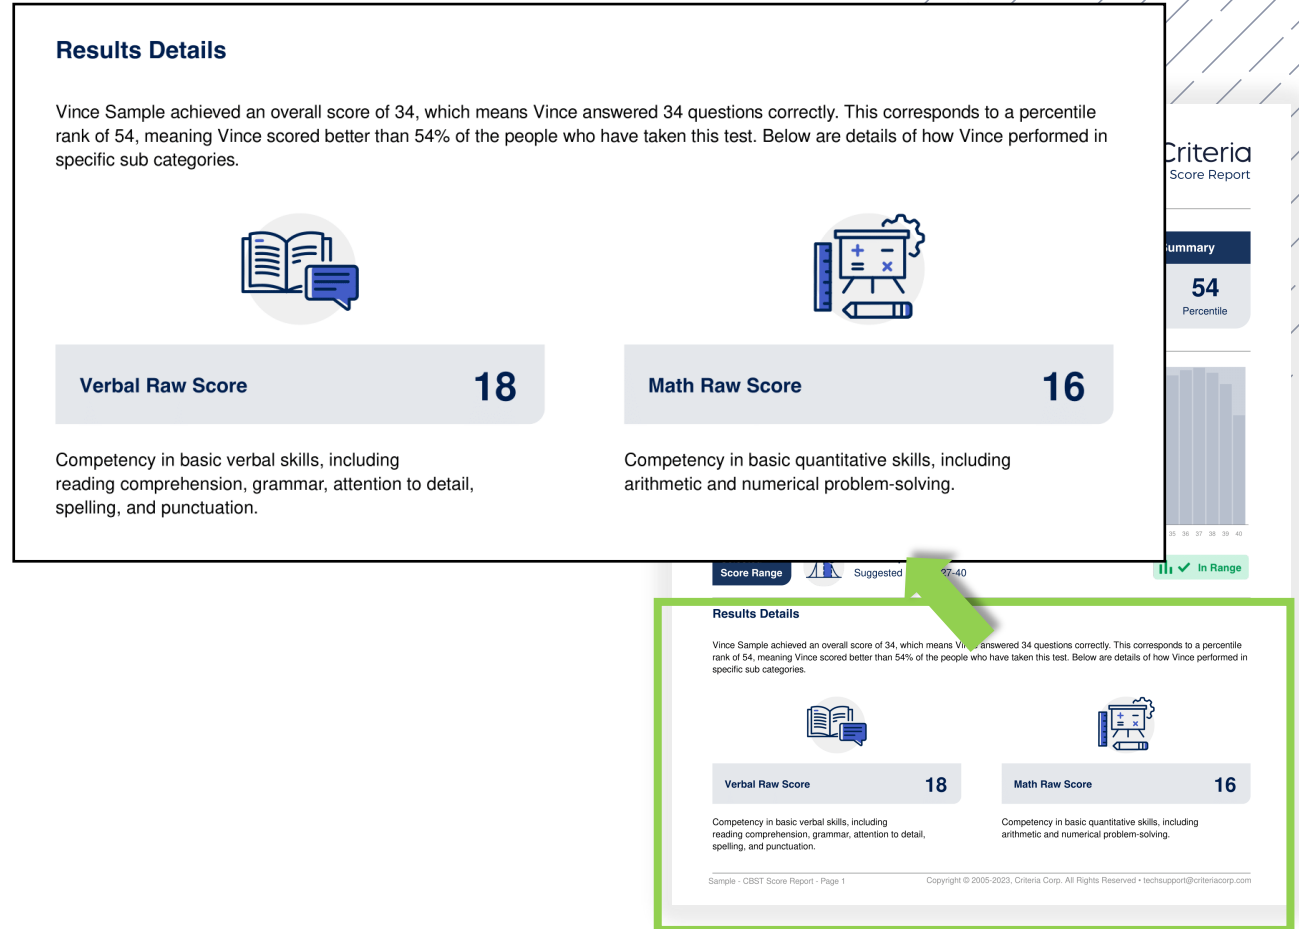 Results Details
Vince Sample achieved an overall score of 34, which means Vince answered 34 questions correctly. This corresponds to a percentile
rank of 54, meaning Vince scored better than 54% of the people who have taken this test. Below are details of how Vince performed in
specific sub categories.
Verbal Raw Score 18
Math Raw Score 16
Competency in basic verbal skills, including
reading comprehension, grammar, attention to detail,
spelling, and punctuation.
Competency in basic quantitative skills, including
arithmetic and numerical problem-solving.
Criteria
Score Report
ummary
54
Percentile
35 36 37 38 39 40
Score Range
Suggested 27-40
In Range
Results Details
Vince Sample achieved an overall score of 34, which means answered 34 questions correctly. This corresponds to a percentile
rank of 54, meaning Vince scored better than 54% of the people who have taken this test. Below are details of how Vince performed in
specific sub categories.
Verbal Raw Score 18
Math Raw Score 16
Competency in basic verbal skills, including
reading comprehension, grammar, attention to detail,
spelling, and punctuation.
Competency in basic quantitative skills, including
arithmetic and numerical problem-solving.
Sample - CBST Score Report - Page 1
Copyright © 2005-2023, Criteria Corp. All Rights Reserved • techsupport@criteriacorp.com